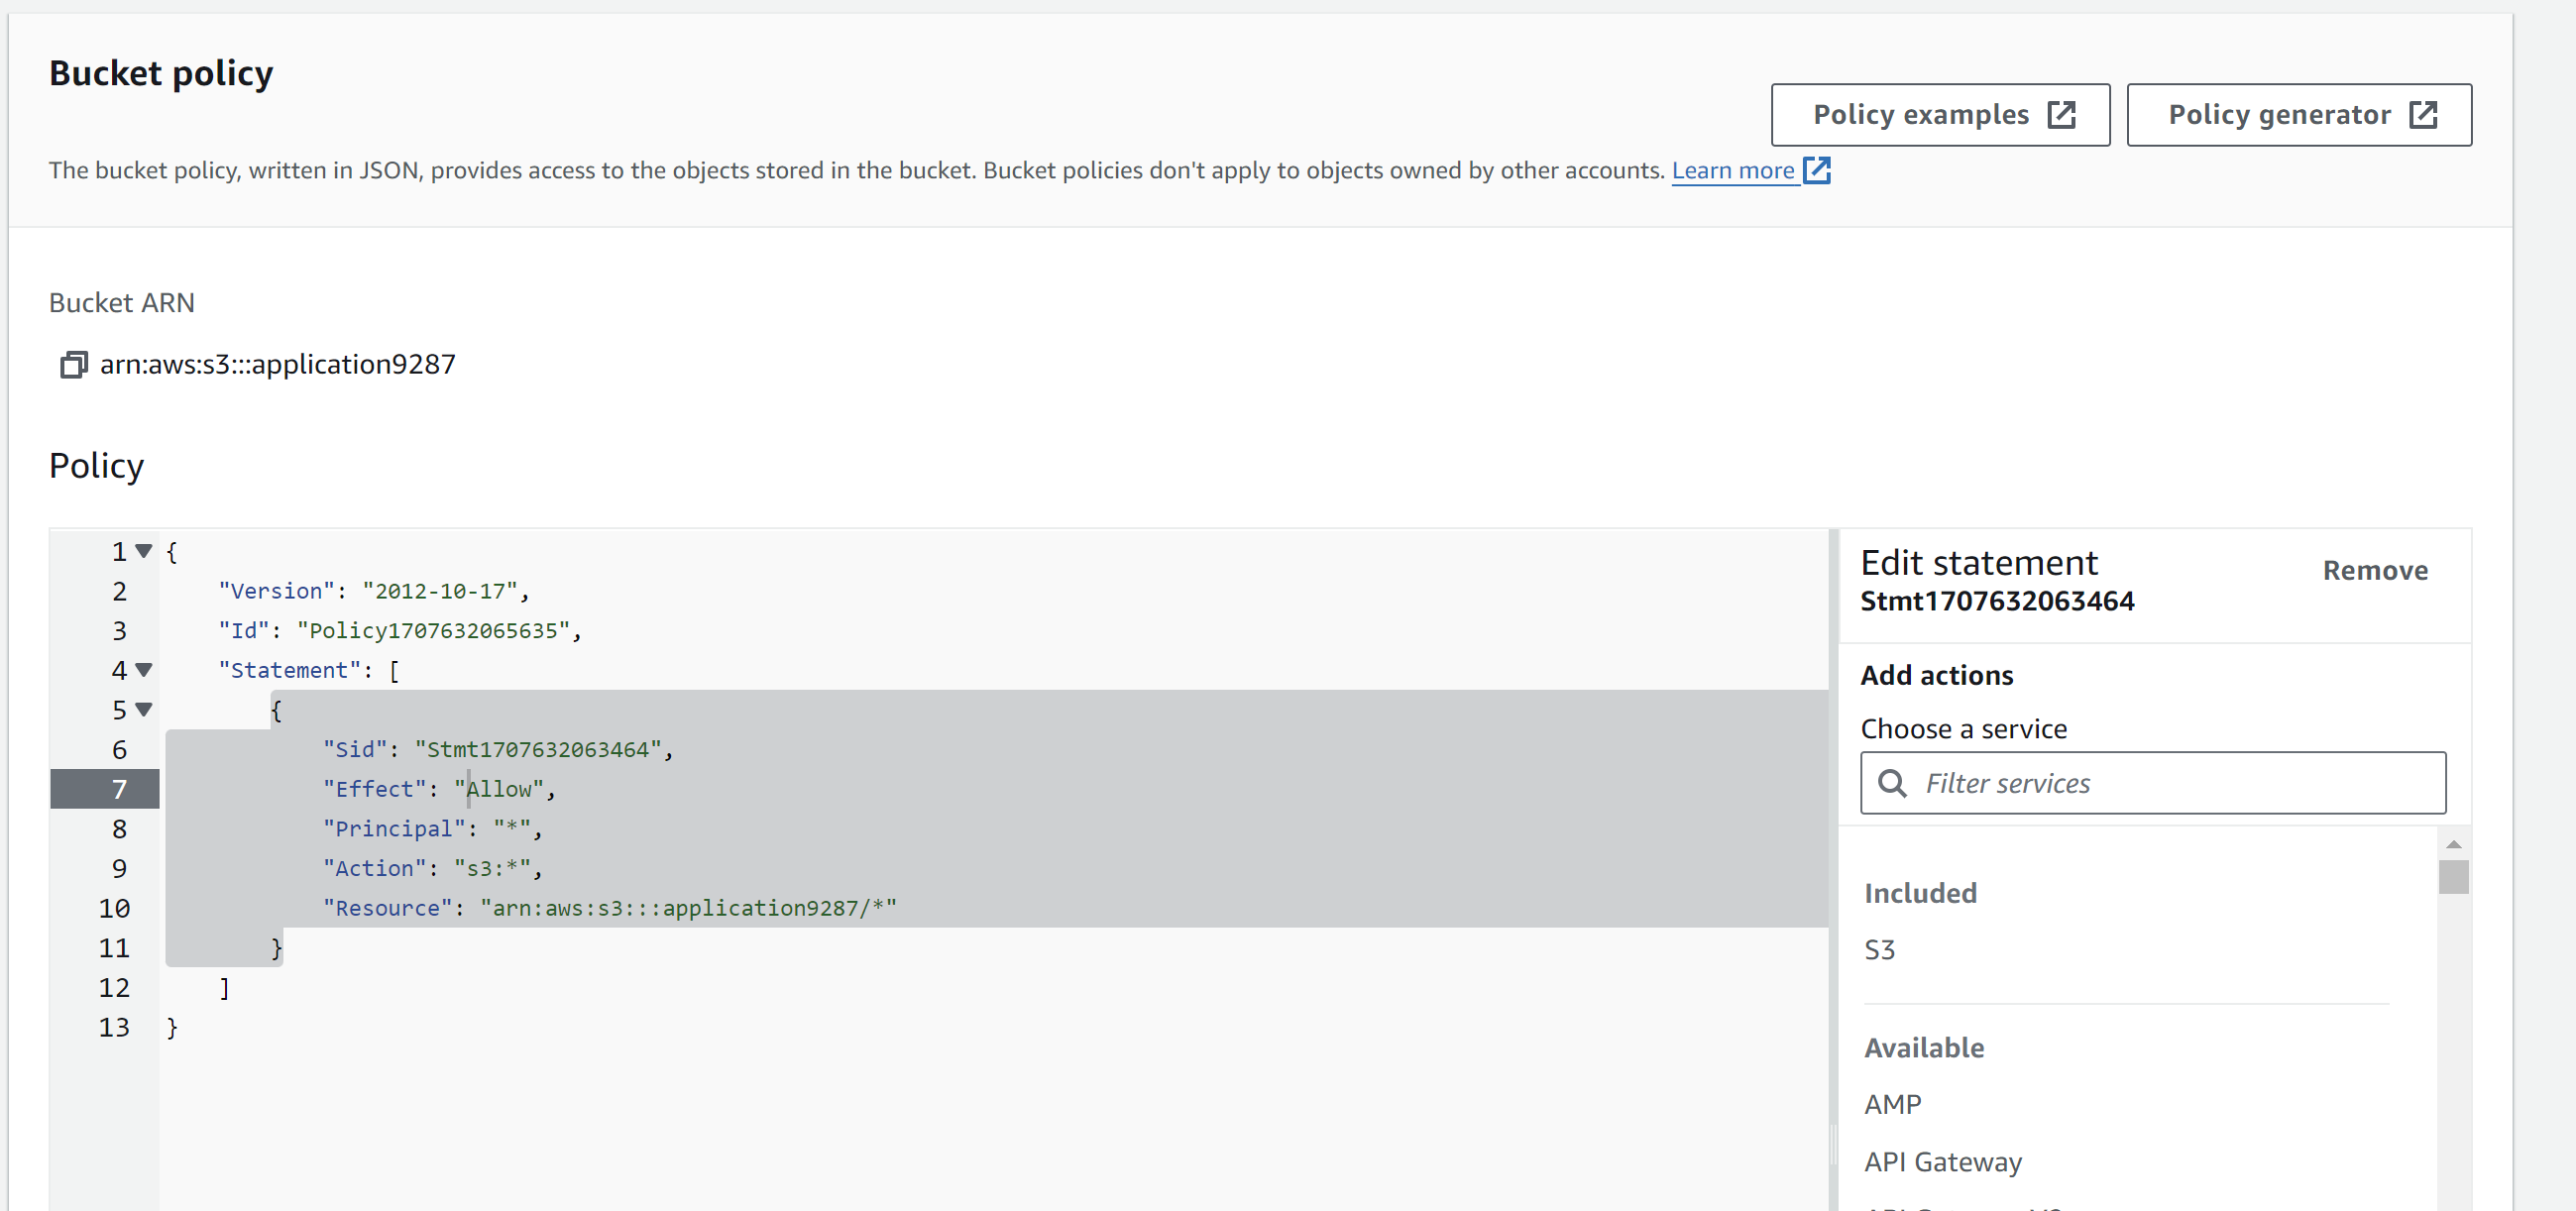 Bucket policy
Policy examples
Policy generator
The bucket policy, written in JSON, provides access to the objects stored in the bucket. Bucket policies don't apply to objects owned by other accounts. Learn more
Bucket ARN
arn:aws:s3:::application9287
Policy
1 {
2 "Version": "2012-10-17",
3 "Id": "Policy1707632065635",
4 "Statement": [
5 {
6 "Sid": "Stmt1707632063464",
7 "Effect": "Allow",
8 "Principal": "*",
9 "Action": "s3:*",
10 "Resource": "arn:aws:s3:::application9287/*"
11 }
12 ]
13 }
Edit statement
Remove
Stmt1707632063464
Add actions
Choose a service
Filter services
Included
S3
Available
AMP
API Gateway